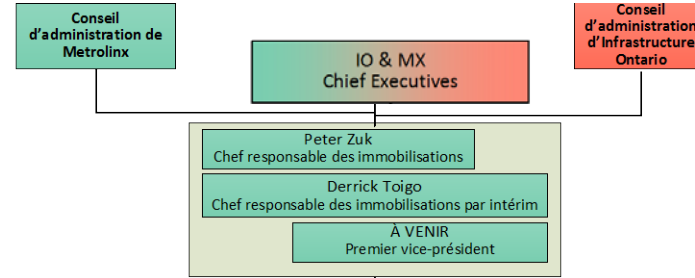 Conseil
d'administration de
Metrolinx
Conseil
d'administration
d'Infrastructure
Ontario
IO & MX
Chief Executives
Peter Zuk
Chef responsable des immobilisations
Derrick Toigo
Chef responsable des immobilisations par intérim
À VENIR
Premier vice-président